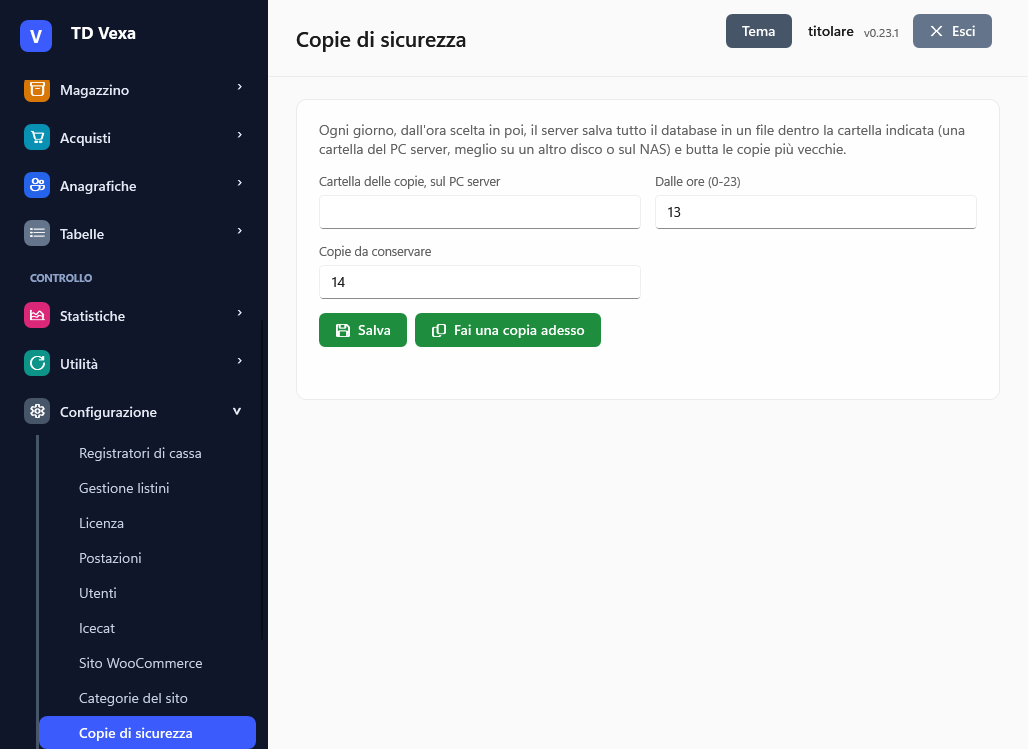 V
TD Vexa
Magazzino
Acquisti
Anagrafiche
Tabelle
CONTROLLO
Statistiche
Utilità
Configurazione
Registratori di cassa
Gestione listini
Licenza
Postazioni
Utenti
Icecat
Sito WooCommerce
Categorie del sito
Copie di sicurezza
Copie di sicurezza
Tema
titolare v0.23.1
Esci
Ogni giorno, dall'ora scelta in poi, il server salva tutto il database in un file dentro la cartella indicata (una
cartella del PC server, meglio su un altro disco o sul NAS) e butta le copie più vecchie.
Cartella delle copie, sul PC server
Dalle ore (0-23)
13
Copie da conservare
14
Salva
Fai una copia adesso